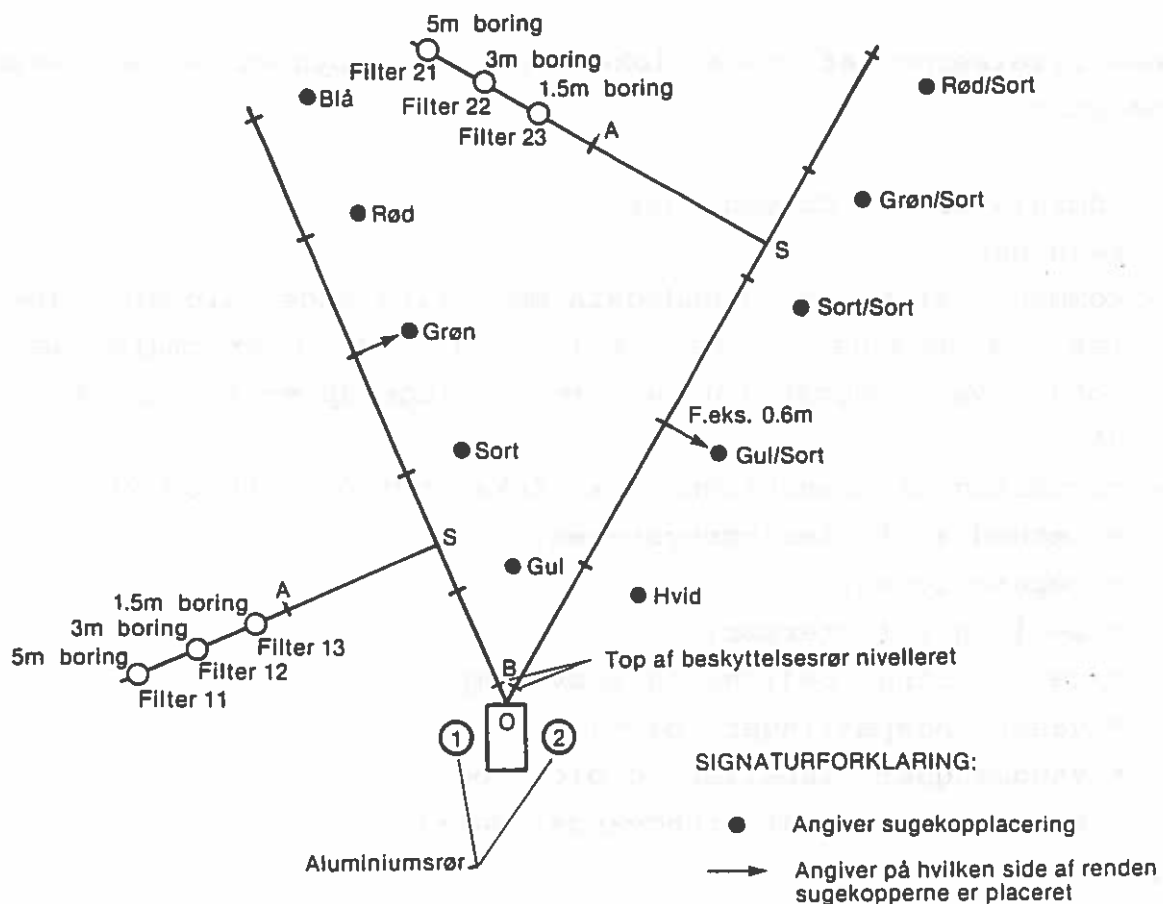 5m boring
3m boring
1.5m boring
Filter 21
Filter 22
Filter 23
A
S
Blå
Rød
Grøn
Sort
Gul
Rød/Sort
Grøn/Sort
Sort/Sort
F.eks. 0.6m
Gul/Sort
Hvid
S
A
1.5m boring
3m boring
5m boring
Filter 13
Filter 12
Filter 11
B
Top af beskyttelsesrør nivelleret
O
1
2
Aluminiumsrør
SIGNATURFORKLARING:
Angiver sugekopplacering
Angiver på hvilken side af renden
sugekopperne er placeret